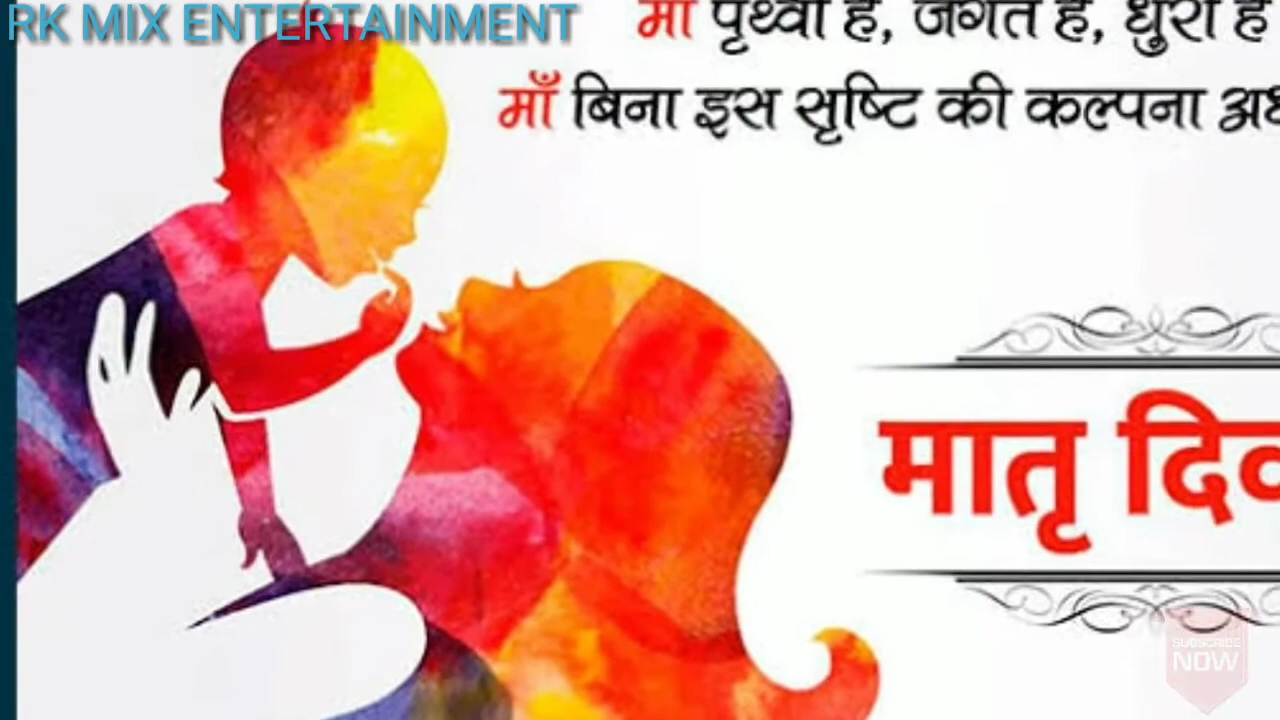 RK MIX ENTERTAINMENT
माँ पृथ्वी है, जगत है, धुरी है
माँ बिना इस सृष्टि की कल्पना
मातृ
SUBSCRIBE
NOW